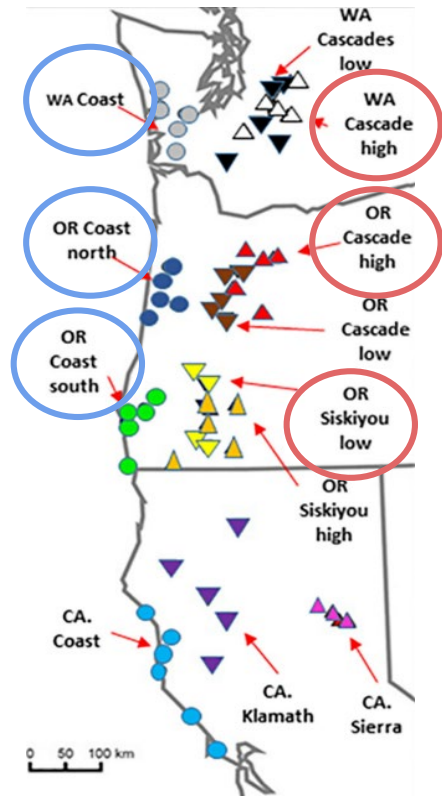 WA
Cascades
low
WA Coast
WA
Cascade
high
OR Coast
north
OR
Cascade
high
OR
Cascade
low
OR
Coast
south
OR
Siskiyou
low
OR
Siskiyou
high
CA.
Coast
CA.
Klamath
CA.
Sierra
0 50 100 km